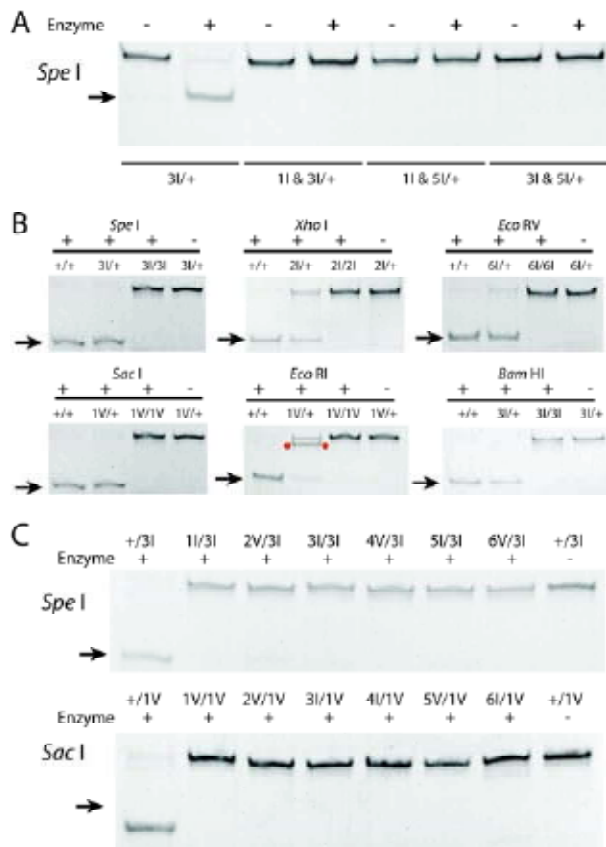 A
Enzyme - + - + - + - +
Spe I
3I/+ 1I & 3I/+ 1I & 5I/+ 3I & 5I/+
B
Spe I Xho I Eco RV
+ + + - + + + - + + + -
+/+ 3I/+ 3I/3I 3I/+ +/+ 2I/+ 2I/2I 2I/+ +/+ 6I/+ 6I/6I 6I/+
Sac I Eco RI Bam HI
+ + + - + + + - + + + -
+/+ 1V/+ 1V/1V 1V/+ +/+ 1V/+ 1V/1V 1V/+ +/+ 3I/+ 3I/3I 3I/+
C
+/3I 1I/3I 2V/3I 3I/3I 4V/3I 5I/3I 6V/3I +/3I
Enzyme + + + + + + + -
Spe I
+/1V 1V/1V 2V/1V 3I/1V 4I/1V 5V/1V 6I/1V +/1V
Enzyme + + + + + + + -
Sac I